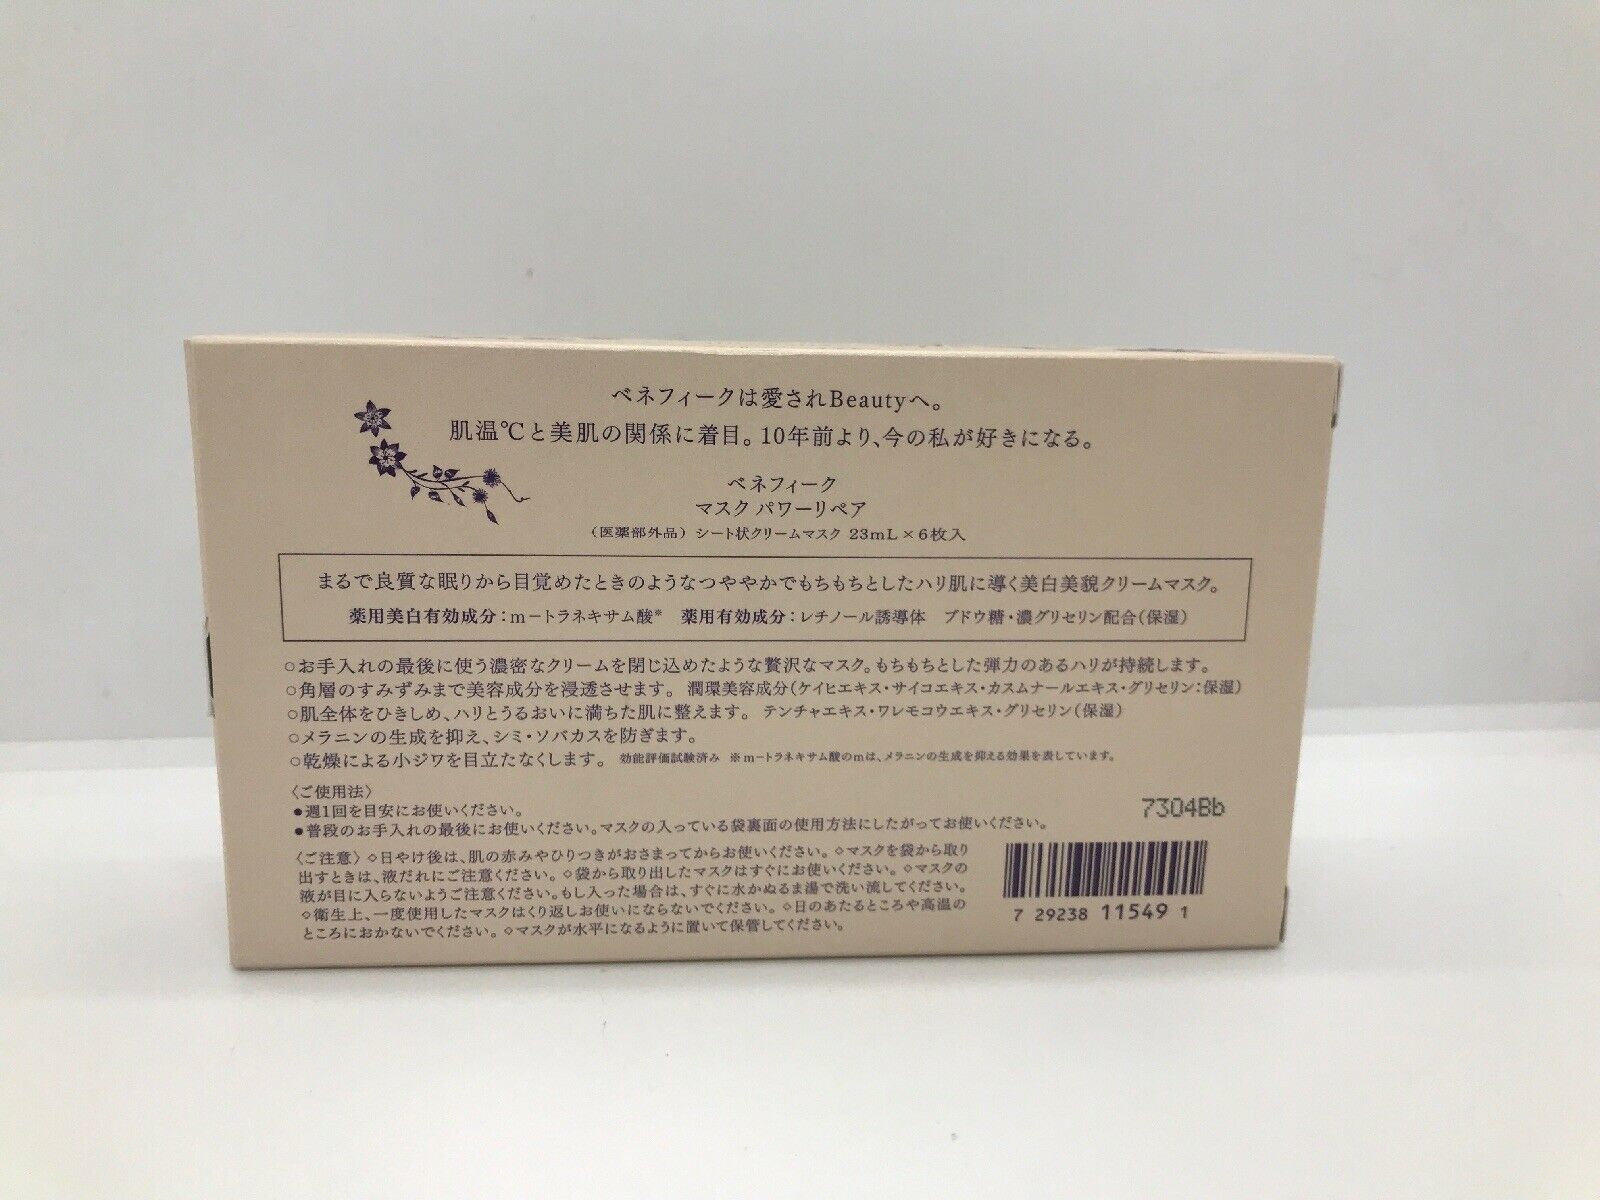 ベネフィークは愛されBeautyへ。
肌温℃と美肌の関係に着目。10年前より、今の私が好きになる。
ベネフィーク
マスク パワーリペア
(医薬部外品) シート状クリームマスク 23mL×6枚入
まるで良質な眠りから目覚めたときのようなつややかでもちもちとしたハリ肌に導く美白美貌クリームマスク。
薬用美白有効成分:m-トラネキサム酸※ 薬用有効成分:レチノール誘導体 ブドウ糖・濃グリセリン配合(保湿)
○お手入れの最後に使う濃密なクリームを閉じ込めたような贅沢なマスク。もちもちとした弾力のあるハリが持続します。
○角層のすみずみまで美容成分を浸透させます。 潤環美容成分(ケイヒエキス・サイコエキス・カスムナールエキス・グリセリン:保湿)
○肌全体をひきしめ、ハリとうるおいに満ちた肌に整えます。 テンチャエキス・ワレモコウエキス・グリセリン(保湿)
○メラニンの生成を抑え、シミ・ソバカスを防ぎます。
○乾燥による小ジワを目立たなくします。 効能評価試験済み ※m-トラネキサム酸のmは、メラニンの生成を抑える効果を表しています。
〈ご使用法〉
●週1回を目安にお使いください。
●普段のお手入れの最後にお使いください。マスクの入っている袋裏面の使用方法にしたがってお使いください。
7304Bb
〈ご注意〉◇日やけ後は、肌の赤みやひりつきがおさまってからお使いください。◇マスクを袋から取り
出すときは、液だれにご注意ください。◇袋から取り出したマスクはすぐにお使いください。◇マスクの
液が目に入らないようご注意ください。もし入った場合は、すぐに水かぬるま湯で洗い流してください。
◇衛生上、一度使用したマスクはくり返しお使いにならないでください。◇日のあたるところや高温の
ところにおかないでください。◇マスクが水平になるように置いて保管してください。
7 29238 11549 1